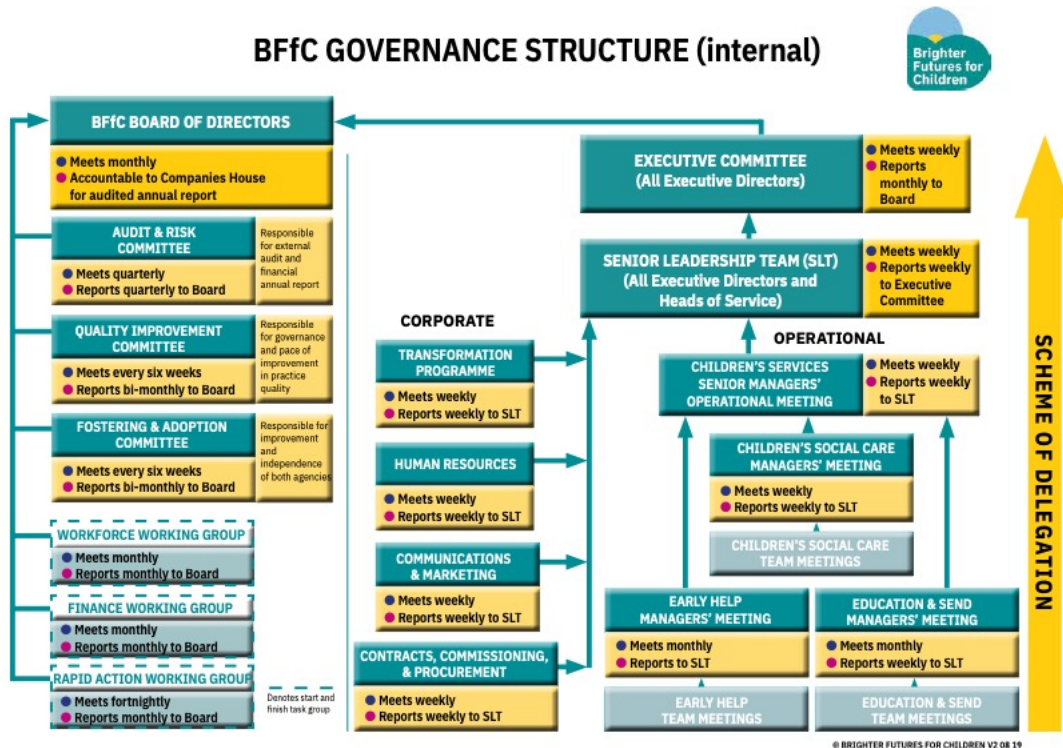 BFfC GOVERNANCE STRUCTURE (internal)
Brighter
Futures for
Children
BFfC BOARD OF DIRECTORS
Meets monthly
Accountable to Companies House
for audited annual report
AUDIT & RISK
COMMITTEE
Meets quarterly
Reports quarterly to Board
Responsible
for external
audit and
financial
annual report
QUALITY IMPROVEMENT
COMMITTEE
Meets every six weeks
Reports bi-monthly to Board
Responsible
for governance
and pace of
improvement
in practice
quality
FOSTERING & ADOPTION
COMMITTEE
Meets every six weeks
Reports bi-monthly to Board
Responsible for
improvement
and
independence
of both agencies
WORKFORCE WORKING GROUP
Meets monthly
Reports monthly to Board
FINANCE WORKING GROUP
Meets monthly
Reports monthly to Board
RAPID ACTION WORKING GROUP
Meets fortnightly
Reports monthly to Board
Denotes start and
finish task group
EXECUTIVE COMMITTEE
(All Executive Directors)
Meets weekly
Reports
monthly to
Board
SENIOR LEADERSHIP TEAM (SLT)
(All Executive Directors and
Heads of Service)
Meets weekly
Reports weekly
to Executive
Committee
CORPORATE
TRANSFORMATION
PROGRAMME
Meets weekly
Reports weekly to SLT
HUMAN RESOURCES
Meets weekly
Reports weekly to SLT
COMMUNICATIONS
& MARKETING
Meets weekly
Reports weekly to SLT
CONTRACTS, COMMISSIONING,
& PROCUREMENT
Meets weekly
Reports weekly to SLT
OPERATIONAL
CHILDREN'S SERVICES
SENIOR MANAGERS'
OPERATIONAL MEETING
Meets weekly
Reports weekly
to SLT
CHILDREN'S SOCIAL CARE
MANAGERS' MEETING
Meets weekly
Reports weekly to SLT
CHILDREN'S SOCIAL CARE
TEAM MEETINGS
EARLY HELP
MANAGERS' MEETING
Meets monthly
Reports to SLT
EARLY HELP
TEAM MEETINGS
EDUCATION & SEND
MANAGERS' MEETING
Meets monthly
Reports weekly to SLT
EDUCATION & SEND
TEAM MEETINGS
SCHEME OF DELEGATION
© BRIGHTER FUTURES FOR CHILDREN V2 08 19